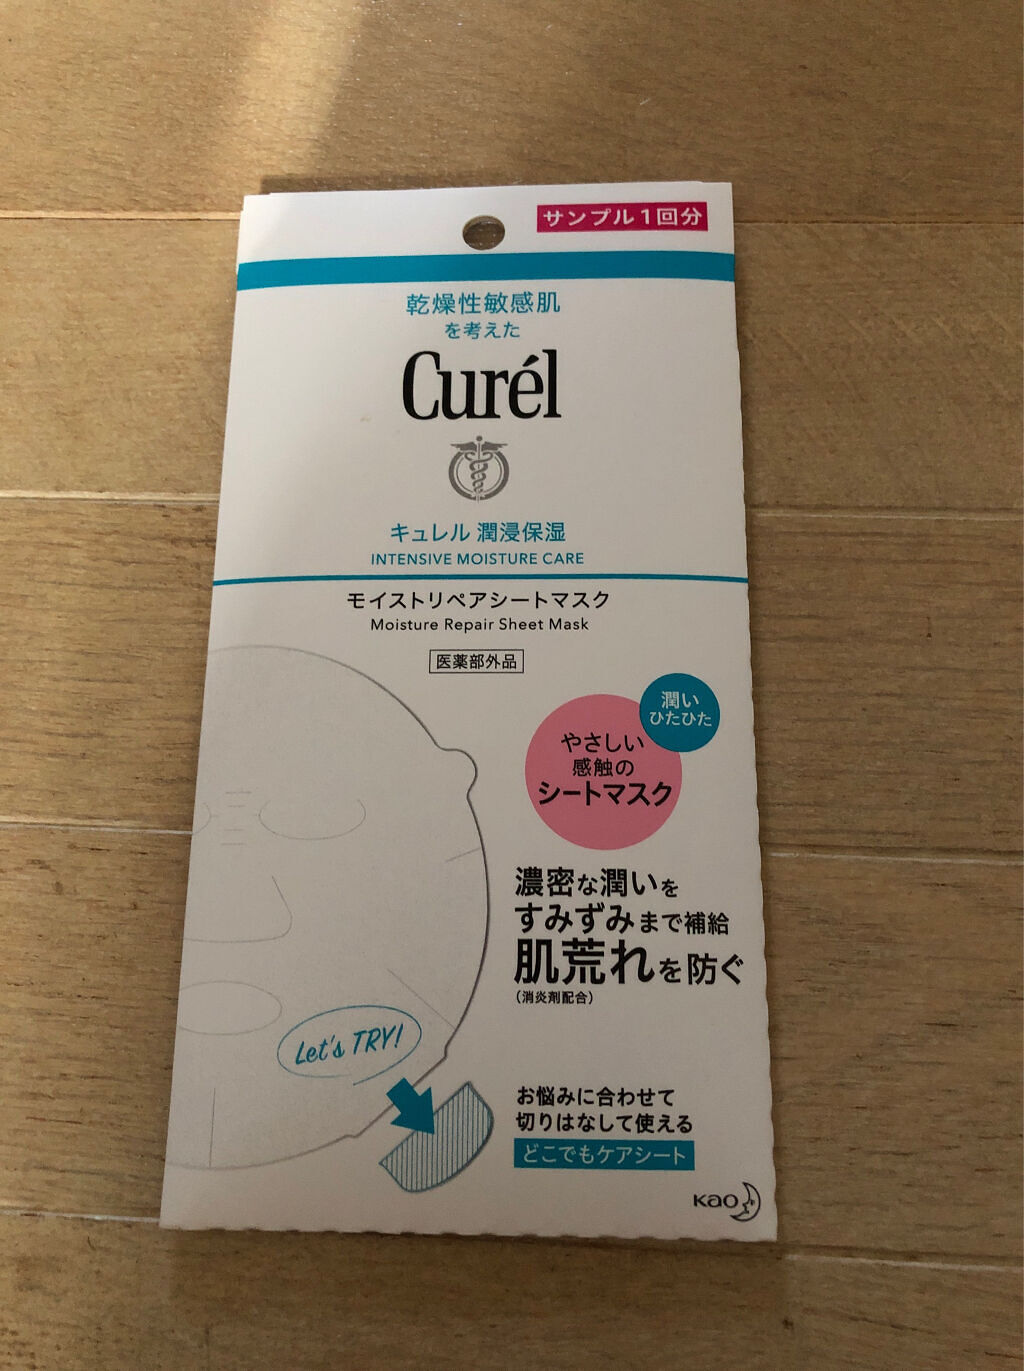 サンプル1回分
乾燥性敏感肌
を考えた
Curél
キュレル 潤浸保湿
INTENSIVE MOISTURE CARE
モイストリペアシートマスク
Moisture Repair Sheet Mask
医薬部外品
潤い
ひたひた
やさしい
感触の
シートマスク
濃密な潤いを
すみずみまで補給
肌荒れを防ぐ
(消炎剤配合)
Let's TRY!
お悩みに合わせて
切りはなして使える
どこでもケアシート
Kao